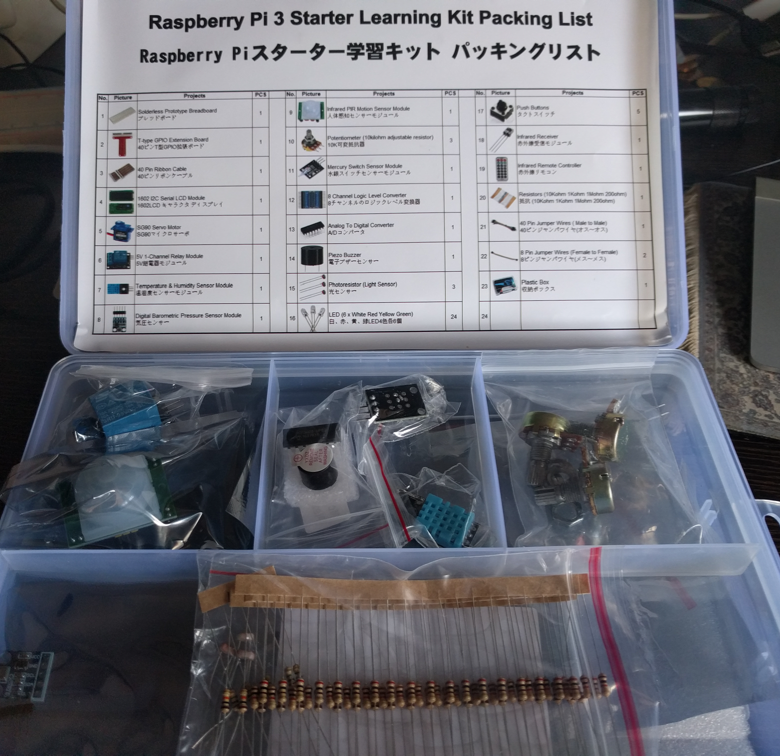 Raspberry Pi 3 Starter Learning Kit Packing List
Raspberry Piスターター学習キット パッキングリスト
No. Picture Projects PCS
1 Solderless Prototype Breadboard 1
ブレッドボード
2 T-type GPIO Extension Board 1
40ピンT型GPIO拡張ボード
3 40 Pin Ribbon Cable 1
40ピンリボンケーブル
4 1602 I2C Serial LCD Module 1
1602LCD キャラクタ ディスプレイ
5 SG90 Servo Motor 1
SG90マイクロサーボ
6 5V 1-Channel Relay Module 1
5V継電器モジュール
7 Temperature & Humidity Sensor Module 1
温湿度センサーモジュール
8 Digital Barometric Pressure Sensor Module 1
気圧センサー
No. Picture Projects PCS
9 Infrared PIR Motion Sensor Module 1
人体感知センサーモジュール
10 Potentiometer (10kohm adjustable resistor) 3
10K可変抵抗器
11 Mercury Switch Sensor Module 1
水銀スイッチセンサーモジュール
12 8 Channel Logic Level Converter 1
8チャンネルのロジックレベル変換器
13 Analog To Digital Converter 1
A/Dコンバータ
14 Piezo Buzzer 1
電子ブザーセンサー
15 Photoresistor (Light Sensor) 3
光センサー
16 LED (6 x White Red Yellow Green) 24
白、赤、黄、緑LED4色各6個
No. Picture Projects PCS
17 Push Buttons
タクトスイッチ
18 Infrared Receiver 1
赤外線受信モジュール
19 Infrared Remote Controller 1
赤外線リモコン
20 Resistors (10Kohm 1Kohm 1Mohm 200ohm)
抵抗 (10Kohm 1Kohm 1Mohm 200ohm)
21 40 Pin Jumper Wires ( Male to Male) 1
40ピンジャンパワイヤ(オス－オス)
22 8 Pin Jumper Wires (Female to Female) 2
8ピンジャンパワイヤ(メス－メス)
23 Plastic Box 1
収納ボックス
24